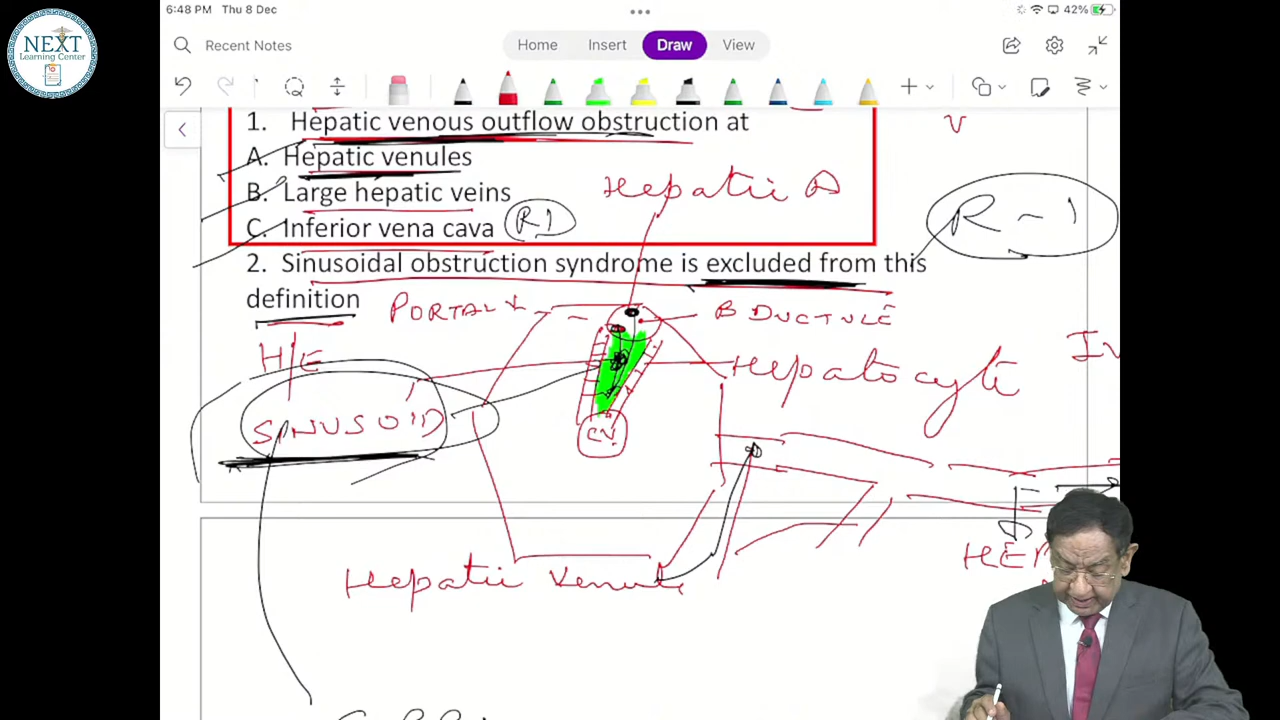 6:48 PM Thu 8 Dec
42%
NEXT
Learning Center
Recent Notes
Home Insert Draw View
1. Hepatic venous outflow obstruction at
A. Hepatic venules
B. Large hepatic veins
C. Inferior vena cava
R1
2. Sinusoidal obstruction syndrome is excluded from this
definition
V
R-1
Hepatic A
PORTAL V
B DUCTULE
H/E
Hepatocyte
SINUSOID
C.V.
Hepatic Venule